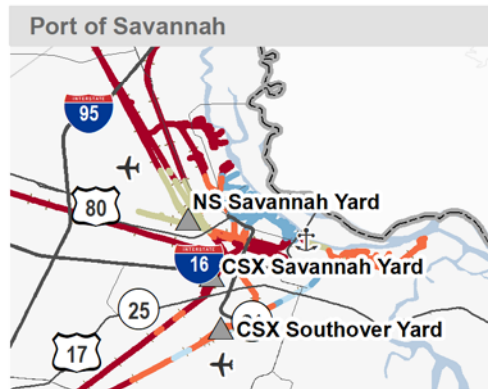 Port of Savannah
INTERSTATE
95
NS Savannah Yard
80
INTERSTATE
16
CSX Savannah Yard
25
CSX Southover Yard
17